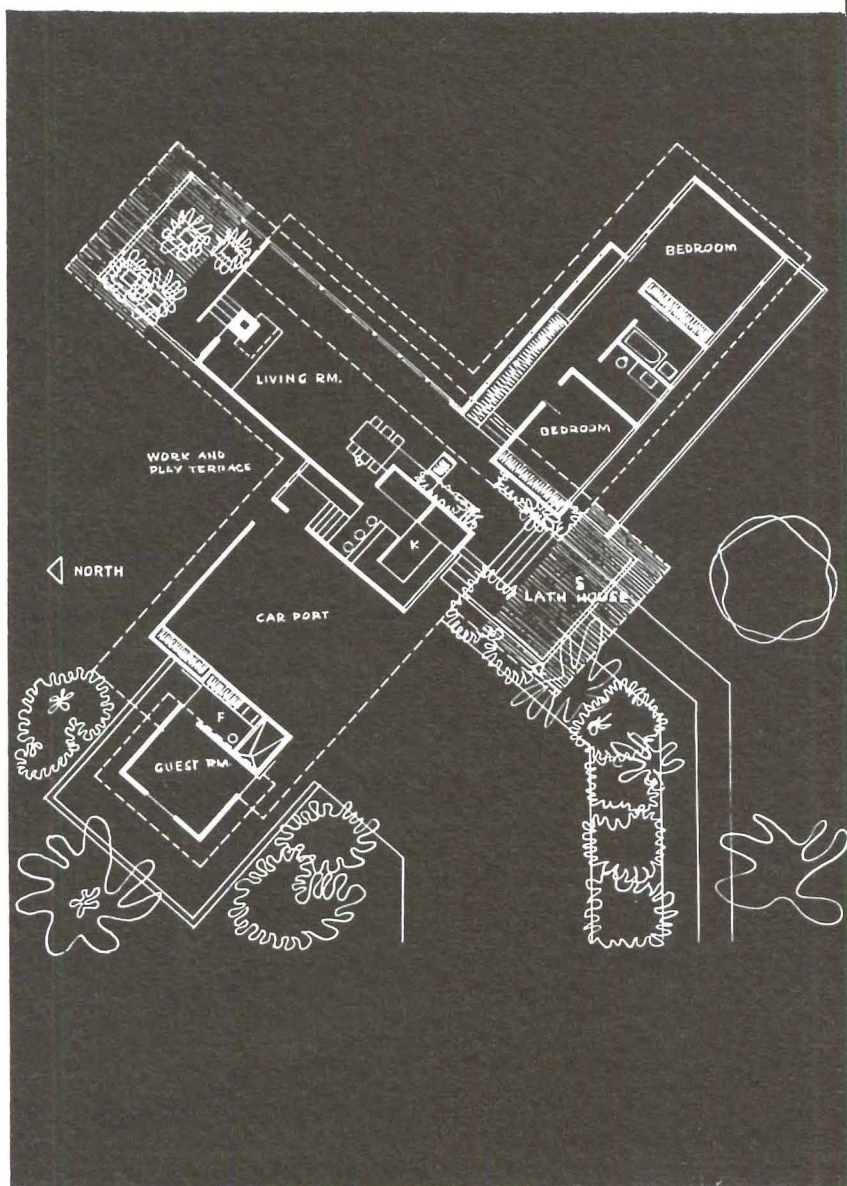 BEDROOM
LIVING RM.
BEDROOM
WORK AND
PLAY TERRACE
K
NORTH
S
LATH HOUSE
CAR PORT
F
GUEST RM.